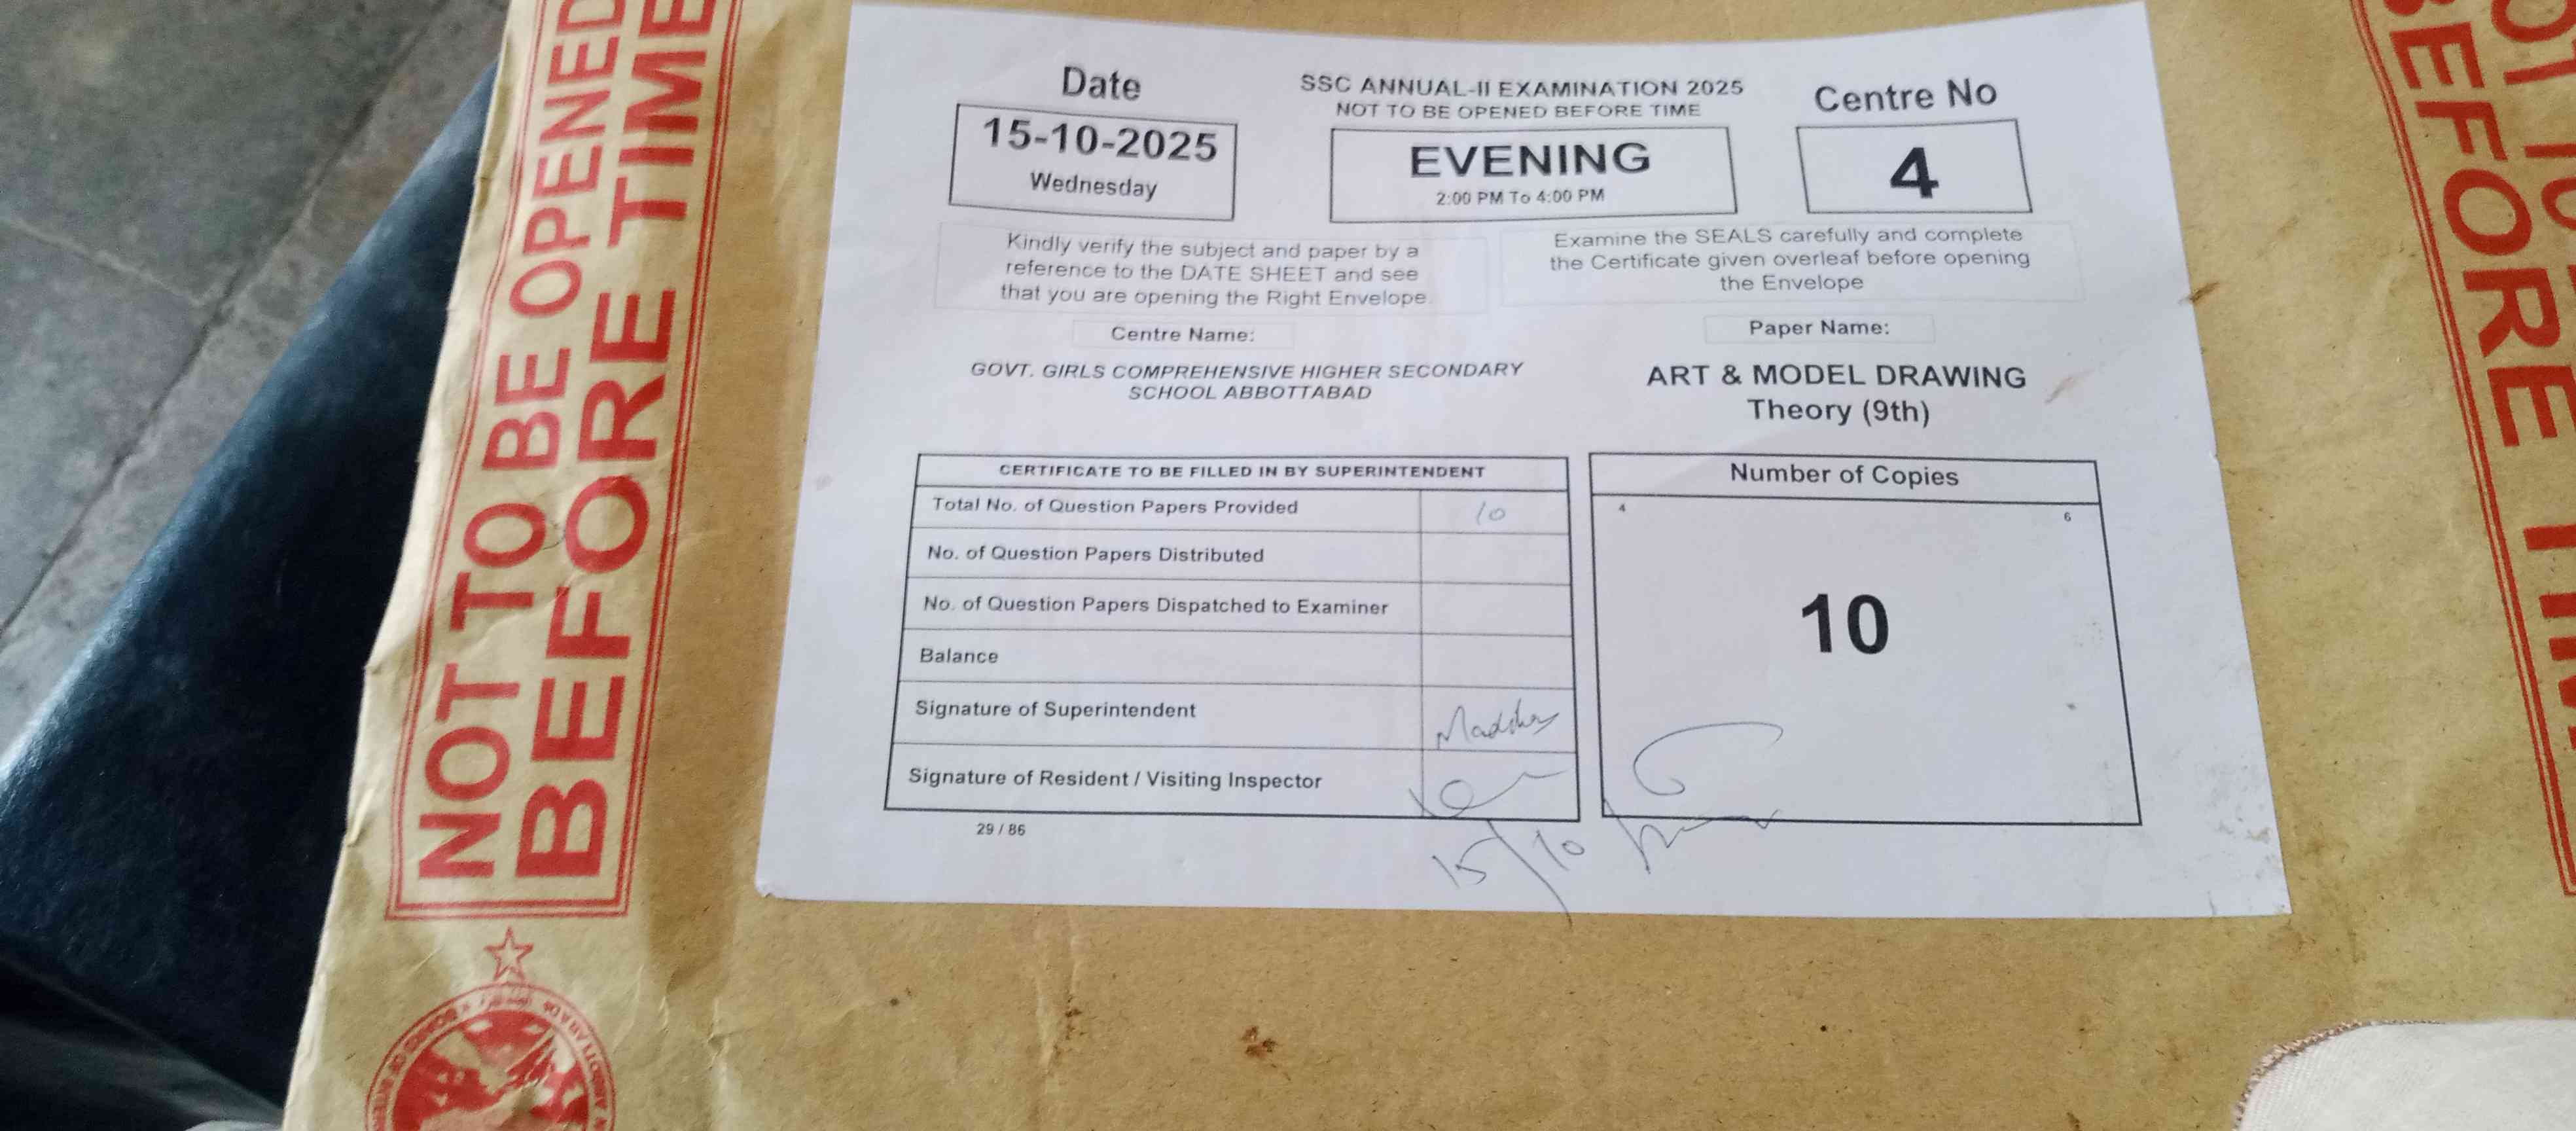 NOT TO BE OPENED
BEFORE TIME
Date
15-10-2025
Wednesday
SSC ANNUAL-II EXAMINATION 2025
NOT TO BE OPENED BEFORE TIME
EVENING
2:00 PM To 4:00 PM
Centre No
4
Kindly verify the subject and paper by a
reference to the DATE SHEET and see
that you are opening the Right Envelope
Examine the SEALS carefully and complete
the Certificate given overleaf before opening
the Envelope
Centre Name:
GOVT. GIRLS COMPREHENSIVE HIGHER SECONDARY
SCHOOL ABBOTTABAD
Paper Name:
ART & MODEL DRAWING
Theory (9th)
CERTIFICATE TO BE FILLED IN BY SUPERINTENDENT
Total No. of Question Papers Provided 10
No. of Question Papers Distributed
No. of Question Papers Dispatched to Examiner
Balance
Signature of Superintendent
Signature of Resident / Visiting Inspector
29 / 86
15/10
Number of Copies
4 6
10
BEFORE